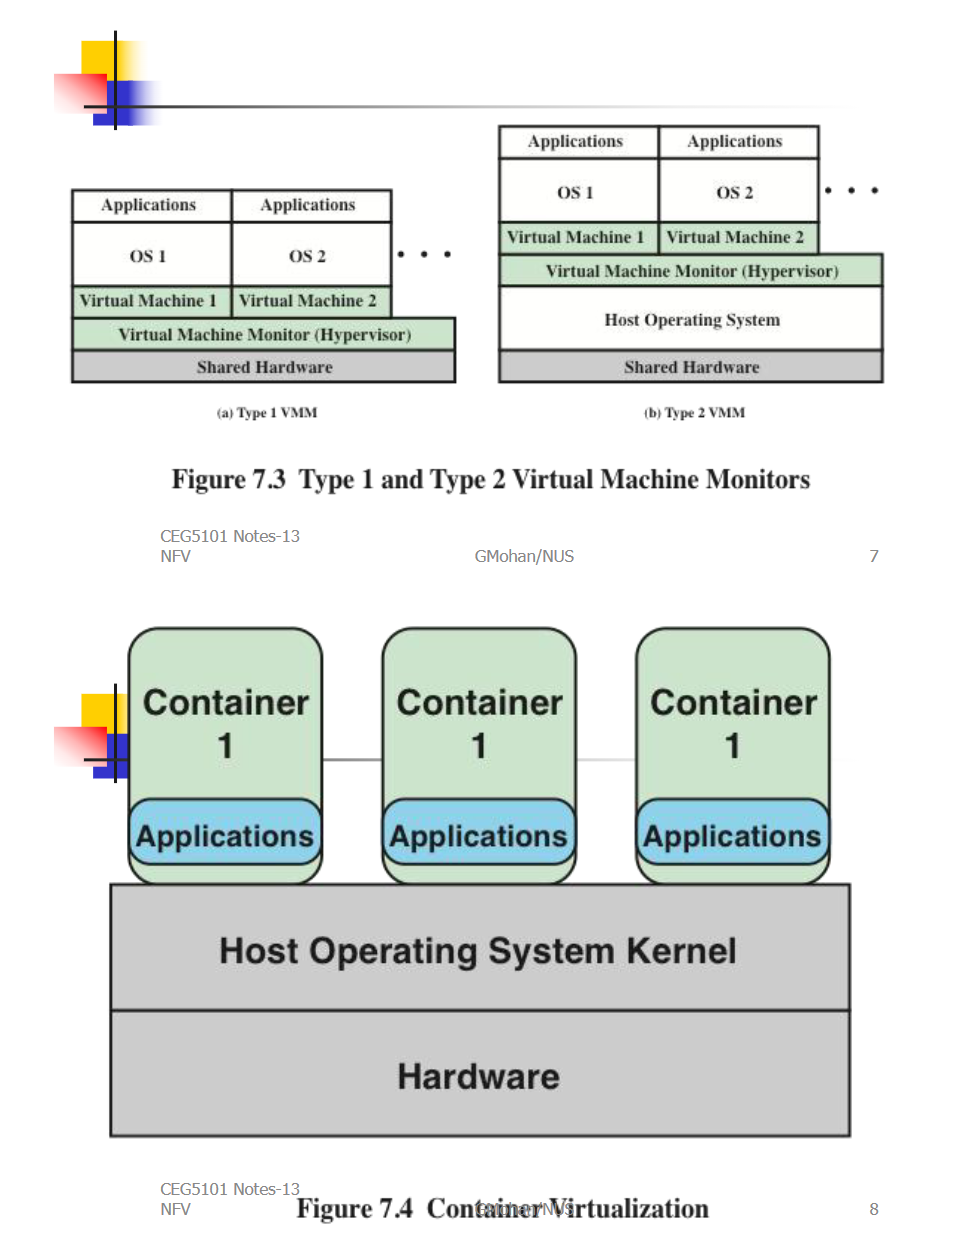 Applications Applications
OS 1 OS 2
Virtual Machine 1 Virtual Machine 2
Virtual Machine Monitor (Hypervisor)
Shared Hardware
(a) Type 1 VMM
Applications Applications
OS 1 OS 2
Virtual Machine 1 Virtual Machine 2
Virtual Machine Monitor (Hypervisor)
Host Operating System
Shared Hardware
(b) Type 2 VMM
Figure 7.3 Type 1 and Type 2 Virtual Machine Monitors
CEG5101 Notes-13
NFV GMohan/NUS 7
Container Container Container
1 1 1
Applications Applications Applications
Host Operating System Kernel
Hardware
CEG5101 Notes-13
NFV GMohan/NUS 8
Figure 7.4 Container Virtualization